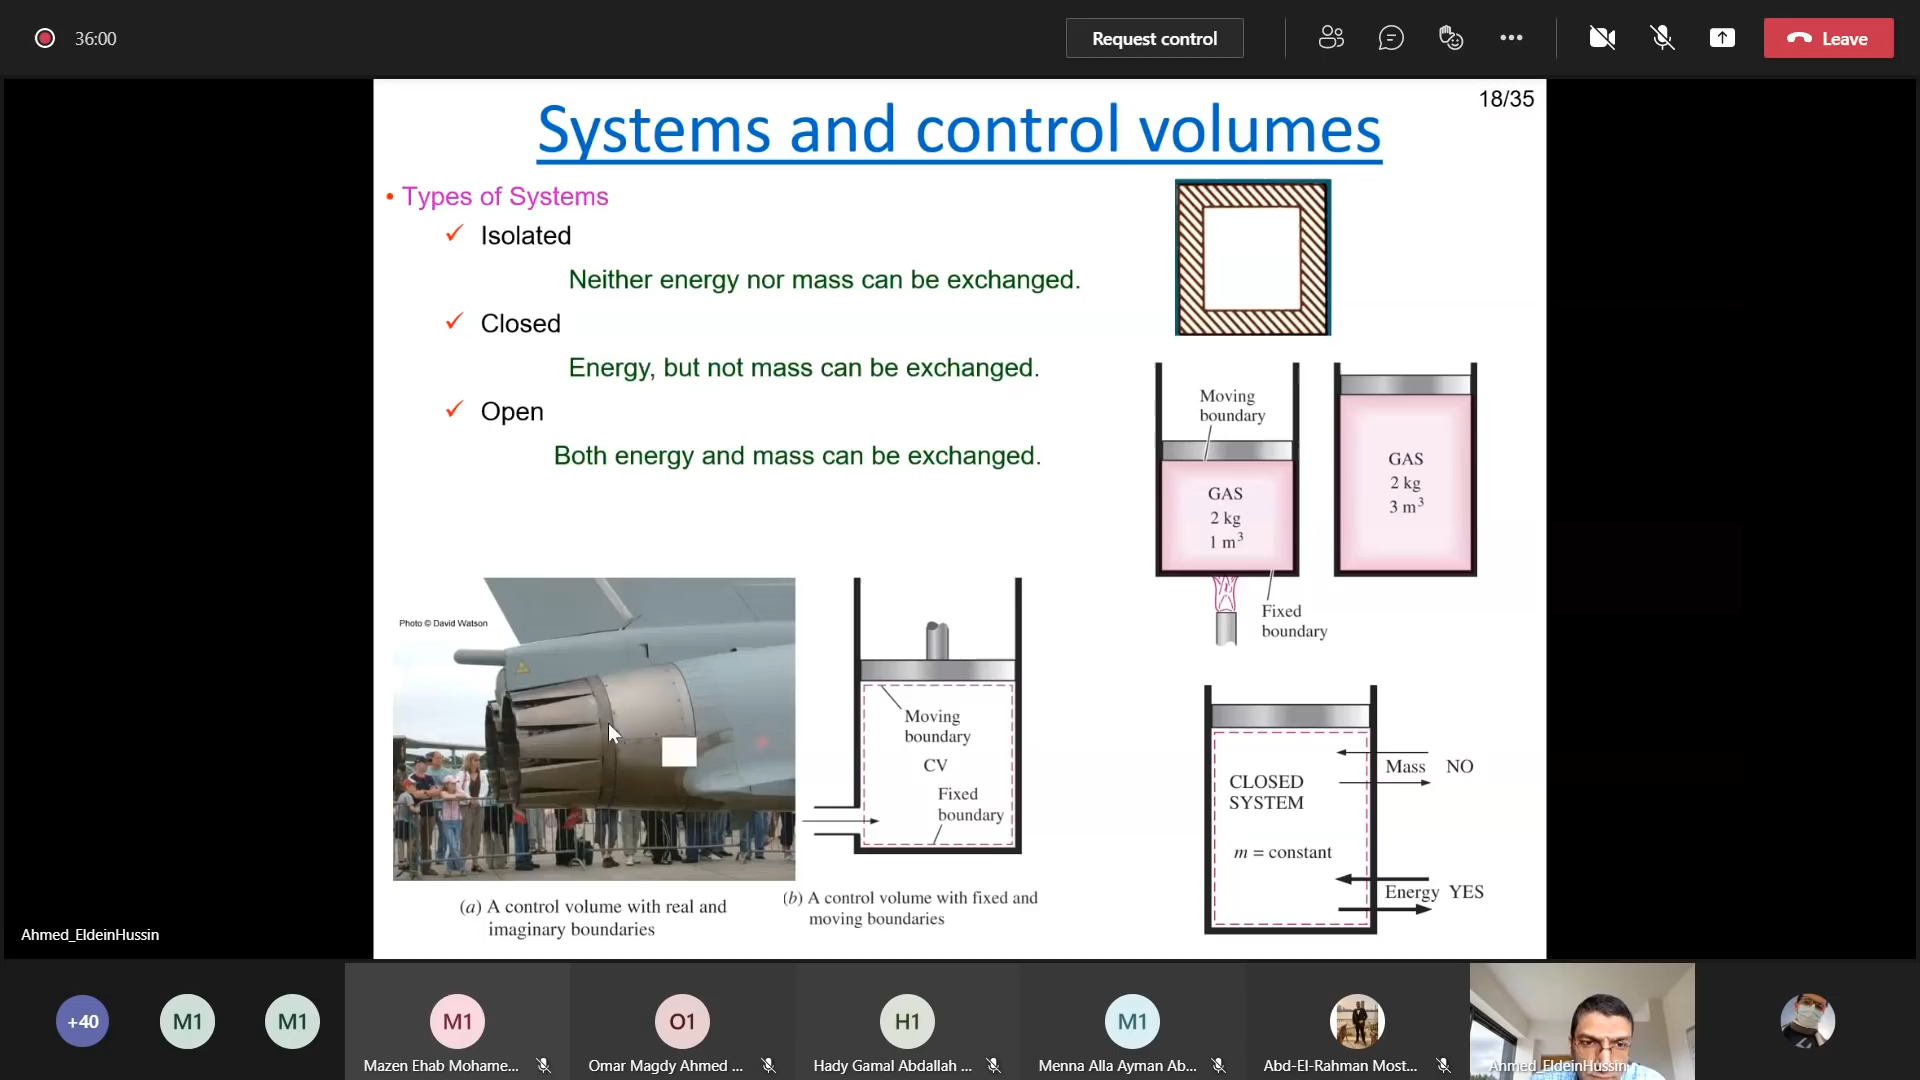 36:00
Request control
Leave
18/35
Systems and control volumes
• Types of Systems
✓ Isolated
Neither energy nor mass can be exchanged.
✓ Closed
Energy, but not mass can be exchanged.
✓ Open
Both energy and mass can be exchanged.
Moving
boundary
GAS
2 kg
1 m³
Fixed
boundary
GAS
2 kg
3 m³
Photo © David Watson
(a) A control volume with real and
imaginary boundaries
Moving
boundary
CV
Fixed
boundary
(b) A control volume with fixed and
moving boundaries
CLOSED
SYSTEM
m = constant
Mass NO
Energy YES
Ahmed_EldeinHussin
+40
M1
M1
M1
Mazen Ehab Mohame...
O1
Omar Magdy Ahmed ...
H1
Hady Gamal Abdallah ...
M1
Menna Alla Ayman Ab...
Abd-El-Rahman Most...
Ahmed_EldeinHussin